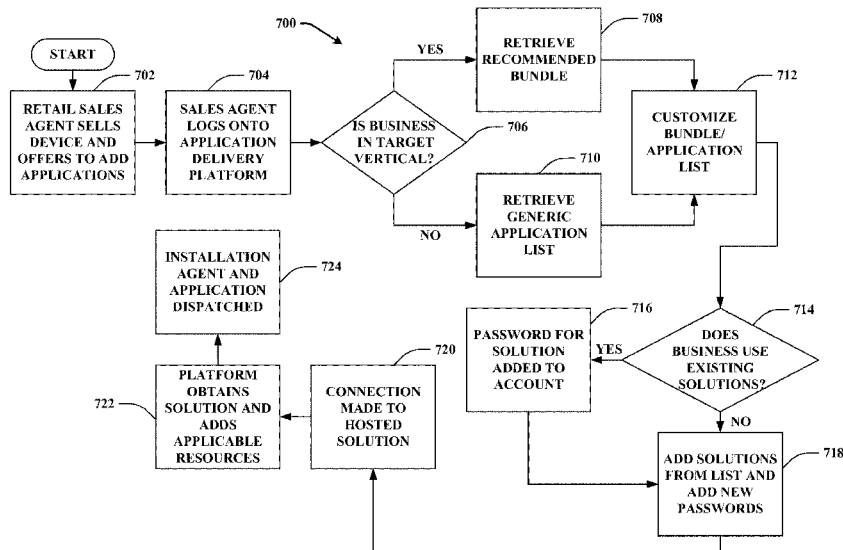 700
START
702
RETAIL SALES
AGENT SELLS
DEVICE AND
OFFERS TO ADD
APPLICATIONS
704
SALES AGENT
LOGS ONTO
APPLICATION
DELIVERY
PLATFORM
706
IS BUSINESS
IN TARGET
VERTICAL?
YES
708
RETRIEVE
RECOMMENDED
BUNDLE
NO
710
RETRIEVE
GENERIC
APPLICATION
LIST
712
CUSTOMIZE
BUNDLE/
APPLICATION
LIST
714
DOES
BUSINESS USE
EXISTING
SOLUTIONS?
YES
716
PASSWORD FOR
SOLUTION
ADDED TO
ACCOUNT
NO
718
ADD SOLUTIONS
FROM LIST AND
ADD NEW
PASSWORDS
720
CONNECTION
MADE TO
HOSTED
SOLUTION
722
PLATFORM
OBTAINS
SOLUTION AND
ADDS
APPLICABLE
RESOURCES
724
INSTALLATION
AGENT AND
APPLICATION
DISPATCHED